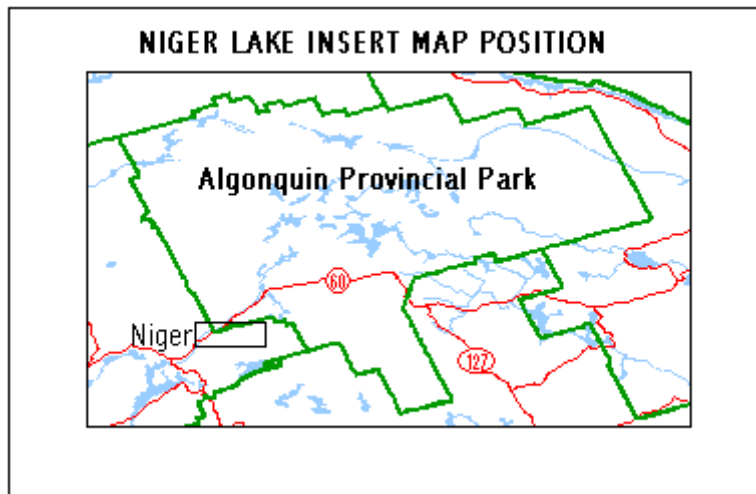 NIGER LAKE INSERT MAP POSITION
Algonquin Provincial Park
60
Niger
127